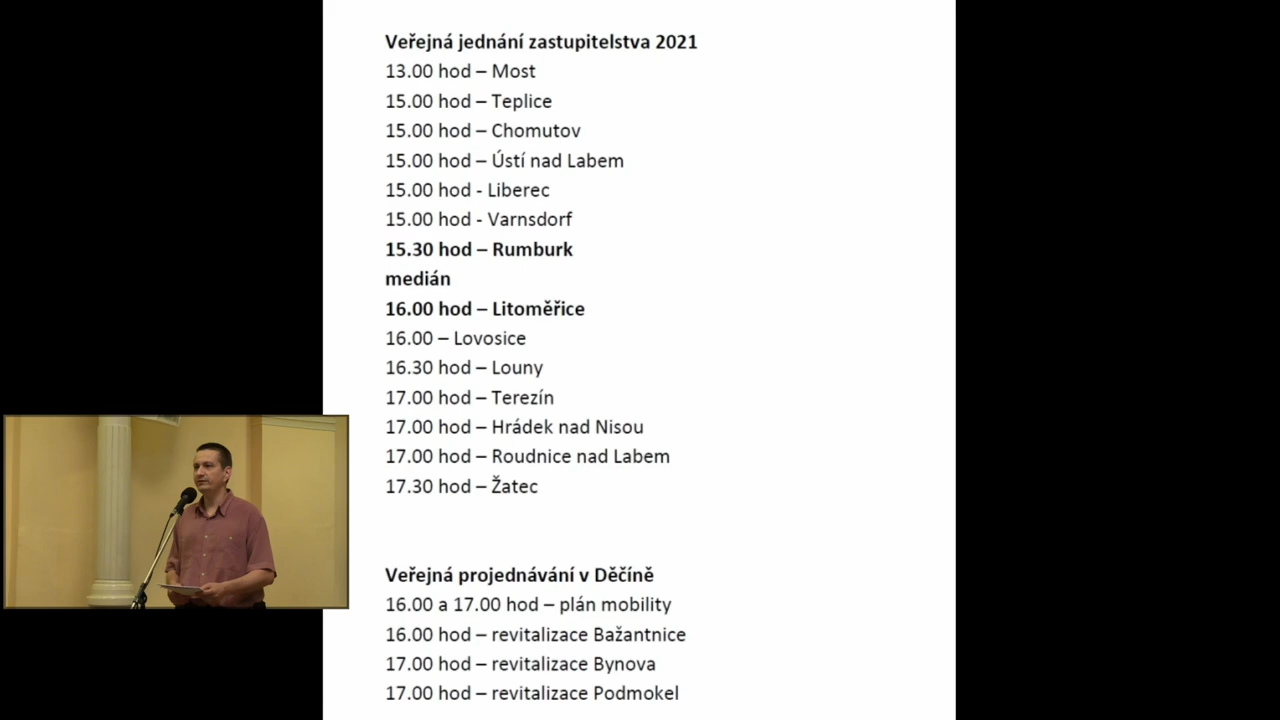 Veřejná jednání zastupitelstva 2021
13.00 hod – Most
15.00 hod – Teplice
15.00 hod – Chomutov
15.00 hod – Ústí nad Labem
15.00 hod - Liberec
15.00 hod - Varnsdorf
15.30 hod – Rumburk
medián
16.00 hod – Litoměřice
16.00 – Lovosice
16.30 hod – Louny
17.00 hod – Terezín
17.00 hod – Hrádek nad Nisou
17.00 hod – Roudnice nad Labem
17.30 hod – Žatec
Veřejná projednávání v Děčíně
16.00 a 17.00 hod – plán mobility
16.00 hod – revitalizace Bažantnice
17.00 hod – revitalizace Bynova
17.00 hod – revitalizace Podmokel